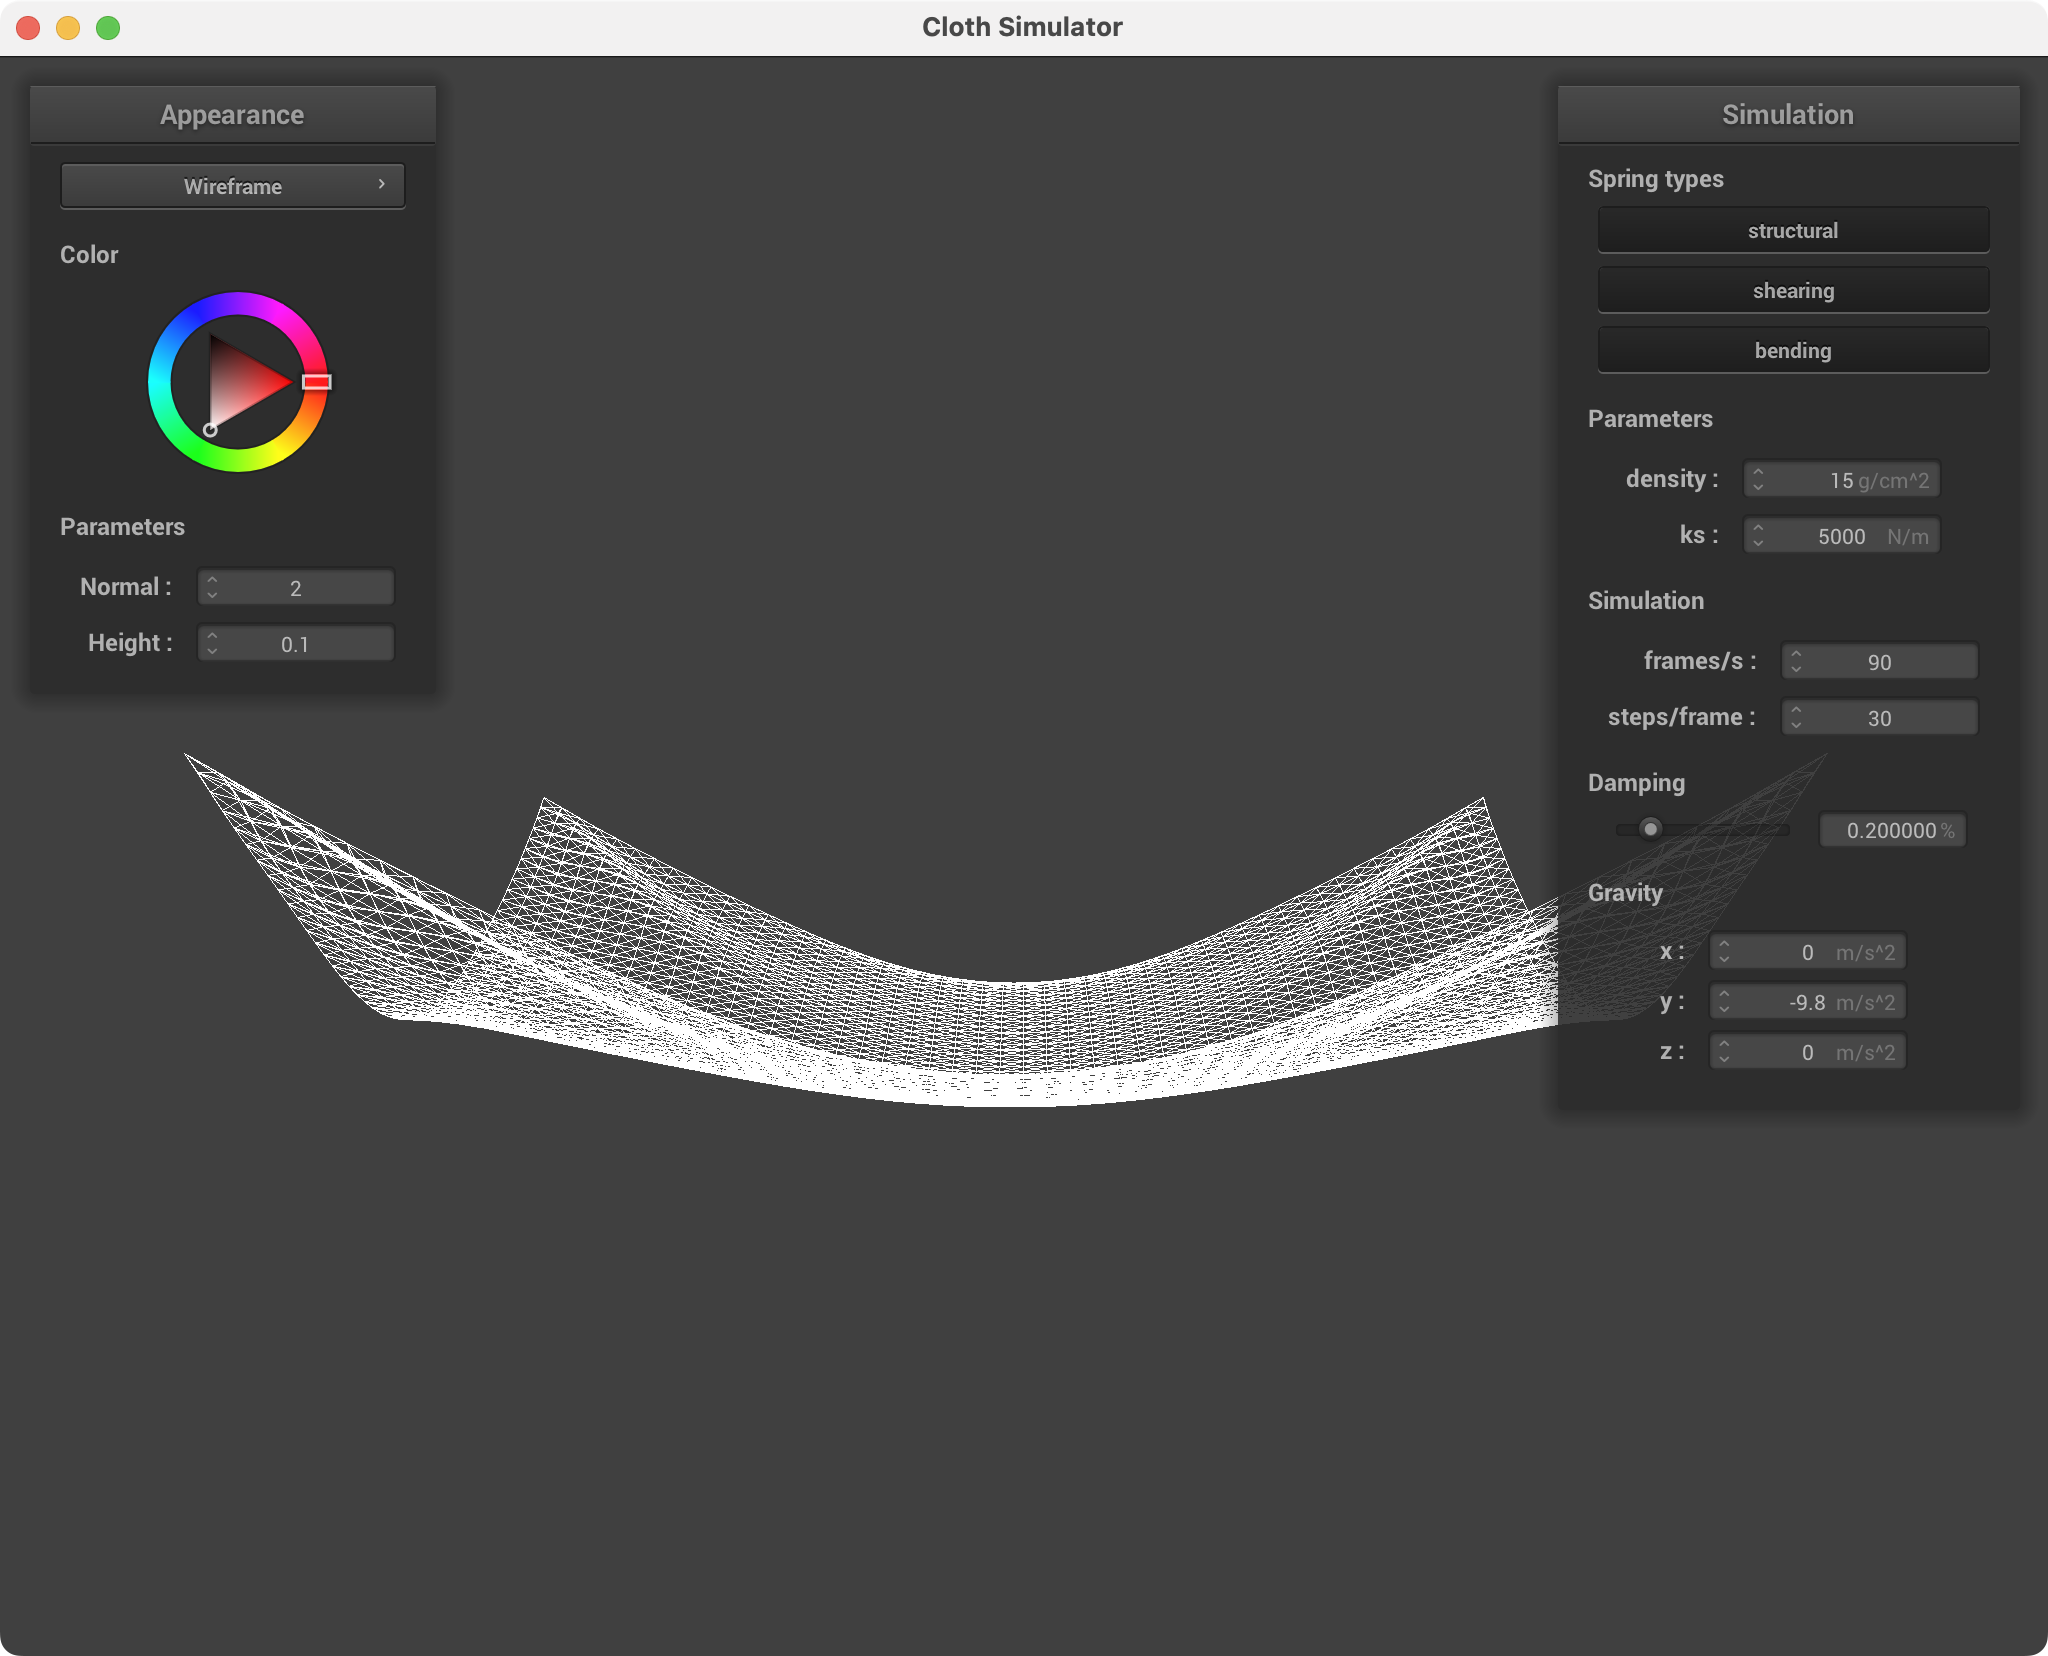 Cloth Simulator
Appearance
Wireframe
Color
Parameters
Normal : 2
Height : 0.1
Simulation
Spring types
structural
shearing
bending
Parameters
density : 15 g/cm^2
ks : 5000 N/m
Simulation
frames/s : 90
steps/frame : 30
Damping
0.200000 %
Gravity
x : 0 m/s^2
y : -9.8 m/s^2
z : 0 m/s^2